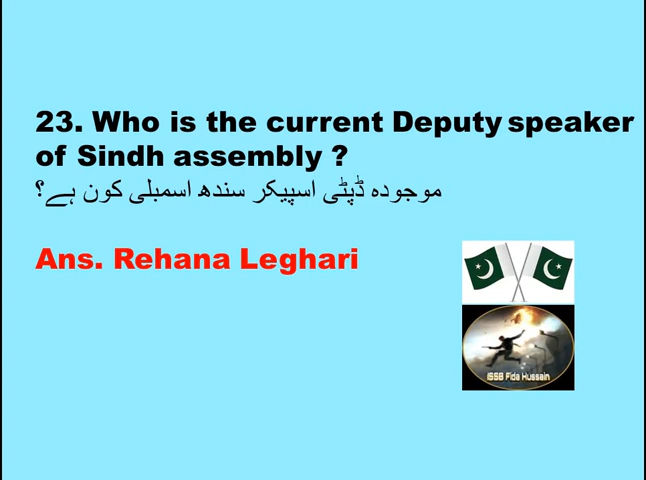 23. Who is the current Deputy speaker
of Sindh assembly ?
موجودہ ڈپٹی اسپیکر سندھ اسمبلی کون ہے؟
Ans. Rehana Leghari
ISSB Fida Hussain